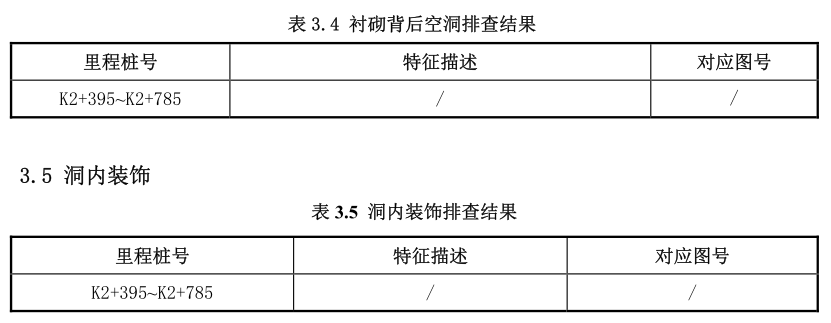 表 3.4 衬砌背后空洞排查结果
里程桩号 特征描述 对应图号
K2+395~K2+785 / /
3.5 洞内装饰
表 3.5 洞内装饰排查结果
里程桩号 特征描述 对应图号
K2+395~K2+785 / /